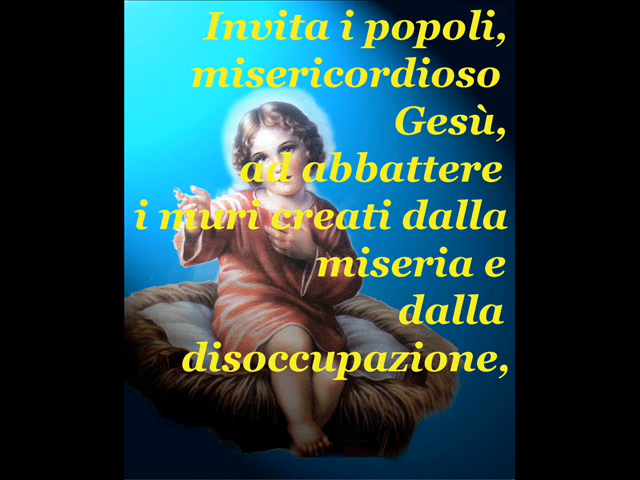 Invita i popoli,
misericordioso
Gesù,
ad abbattere
i muri creati dalla
miseria e
dalla
disoccupazione,